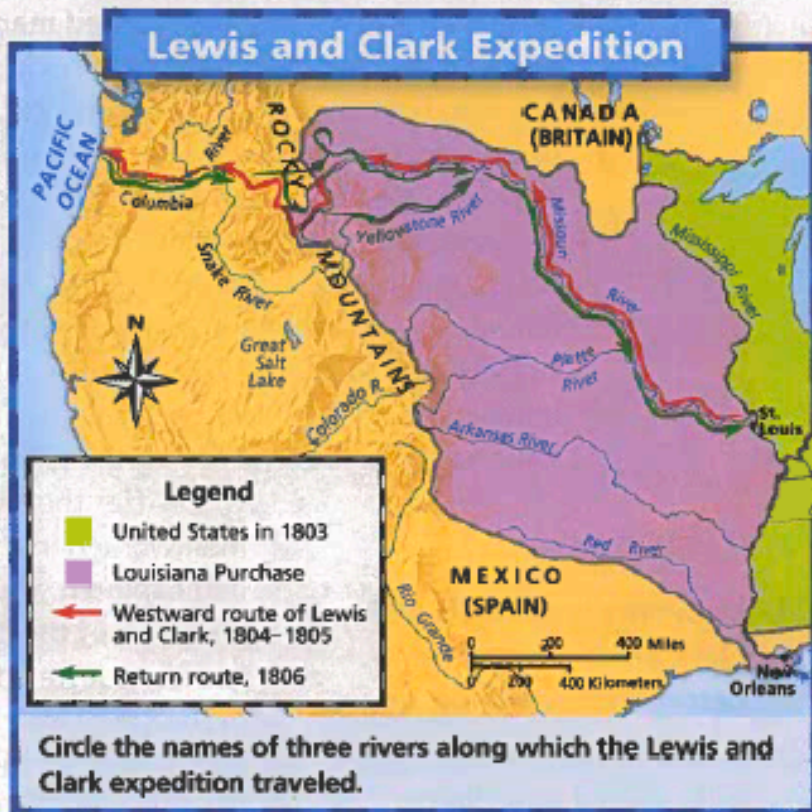 Lewis and Clark Expedition
CANADA
(BRITAIN)
PACIFIC
OCEAN
ROCKY
MOUNTAINS
River
Columbia
Snake River
Yellowstone River
Missouri
River
Mississippi River
N
Great
Salt
Lake
Platte
River
Colorado R.
Arkansas River
St.
Louis
Red River
Rio Grande
MEXICO
(SPAIN)
0 200 400 Miles
0 200 400 Kilometers
New
Orleans
Legend
United States in 1803
Louisiana Purchase
Westward route of Lewis
and Clark, 1804–1805
Return route, 1806
Circle the names of three rivers along which the Lewis and
Clark expedition traveled.